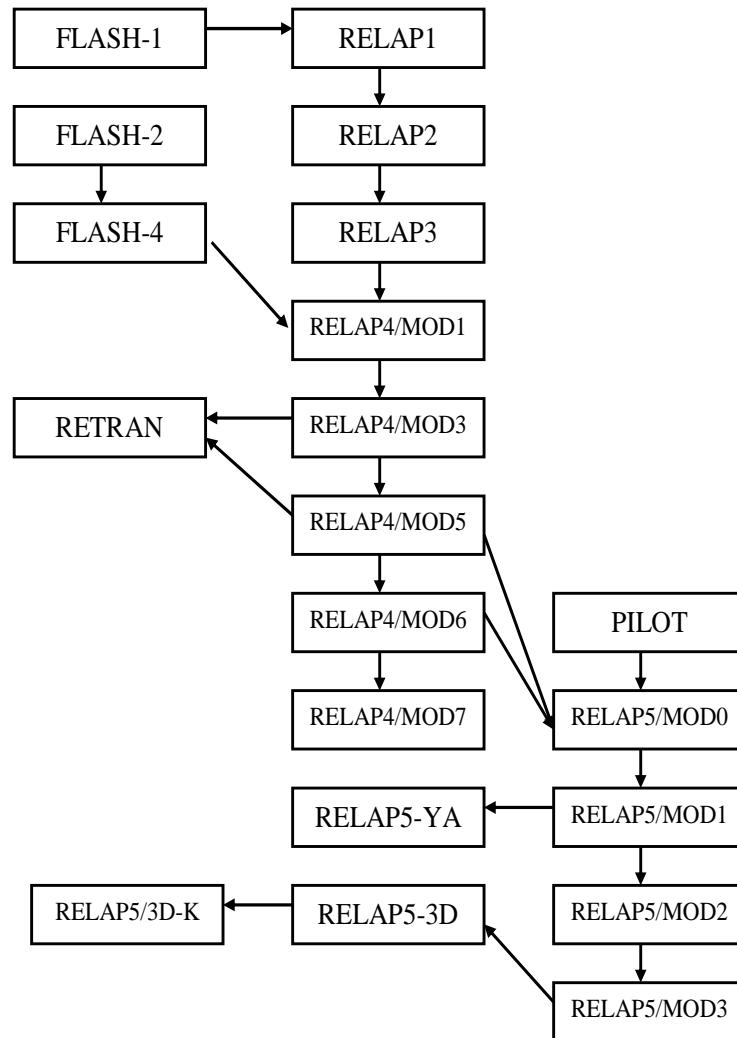 FLASH-1
RELAP1
FLASH-2
RELAP2
FLASH-4
RELAP3
RELAP4/MOD1
RETRAN
RELAP4/MOD3
RELAP4/MOD5
RELAP4/MOD6
PILOT
RELAP4/MOD7
RELAP5/MOD0
RELAP5-YA
RELAP5/MOD1
RELAP5/3D-K
RELAP5-3D
RELAP5/MOD2
RELAP5/MOD3